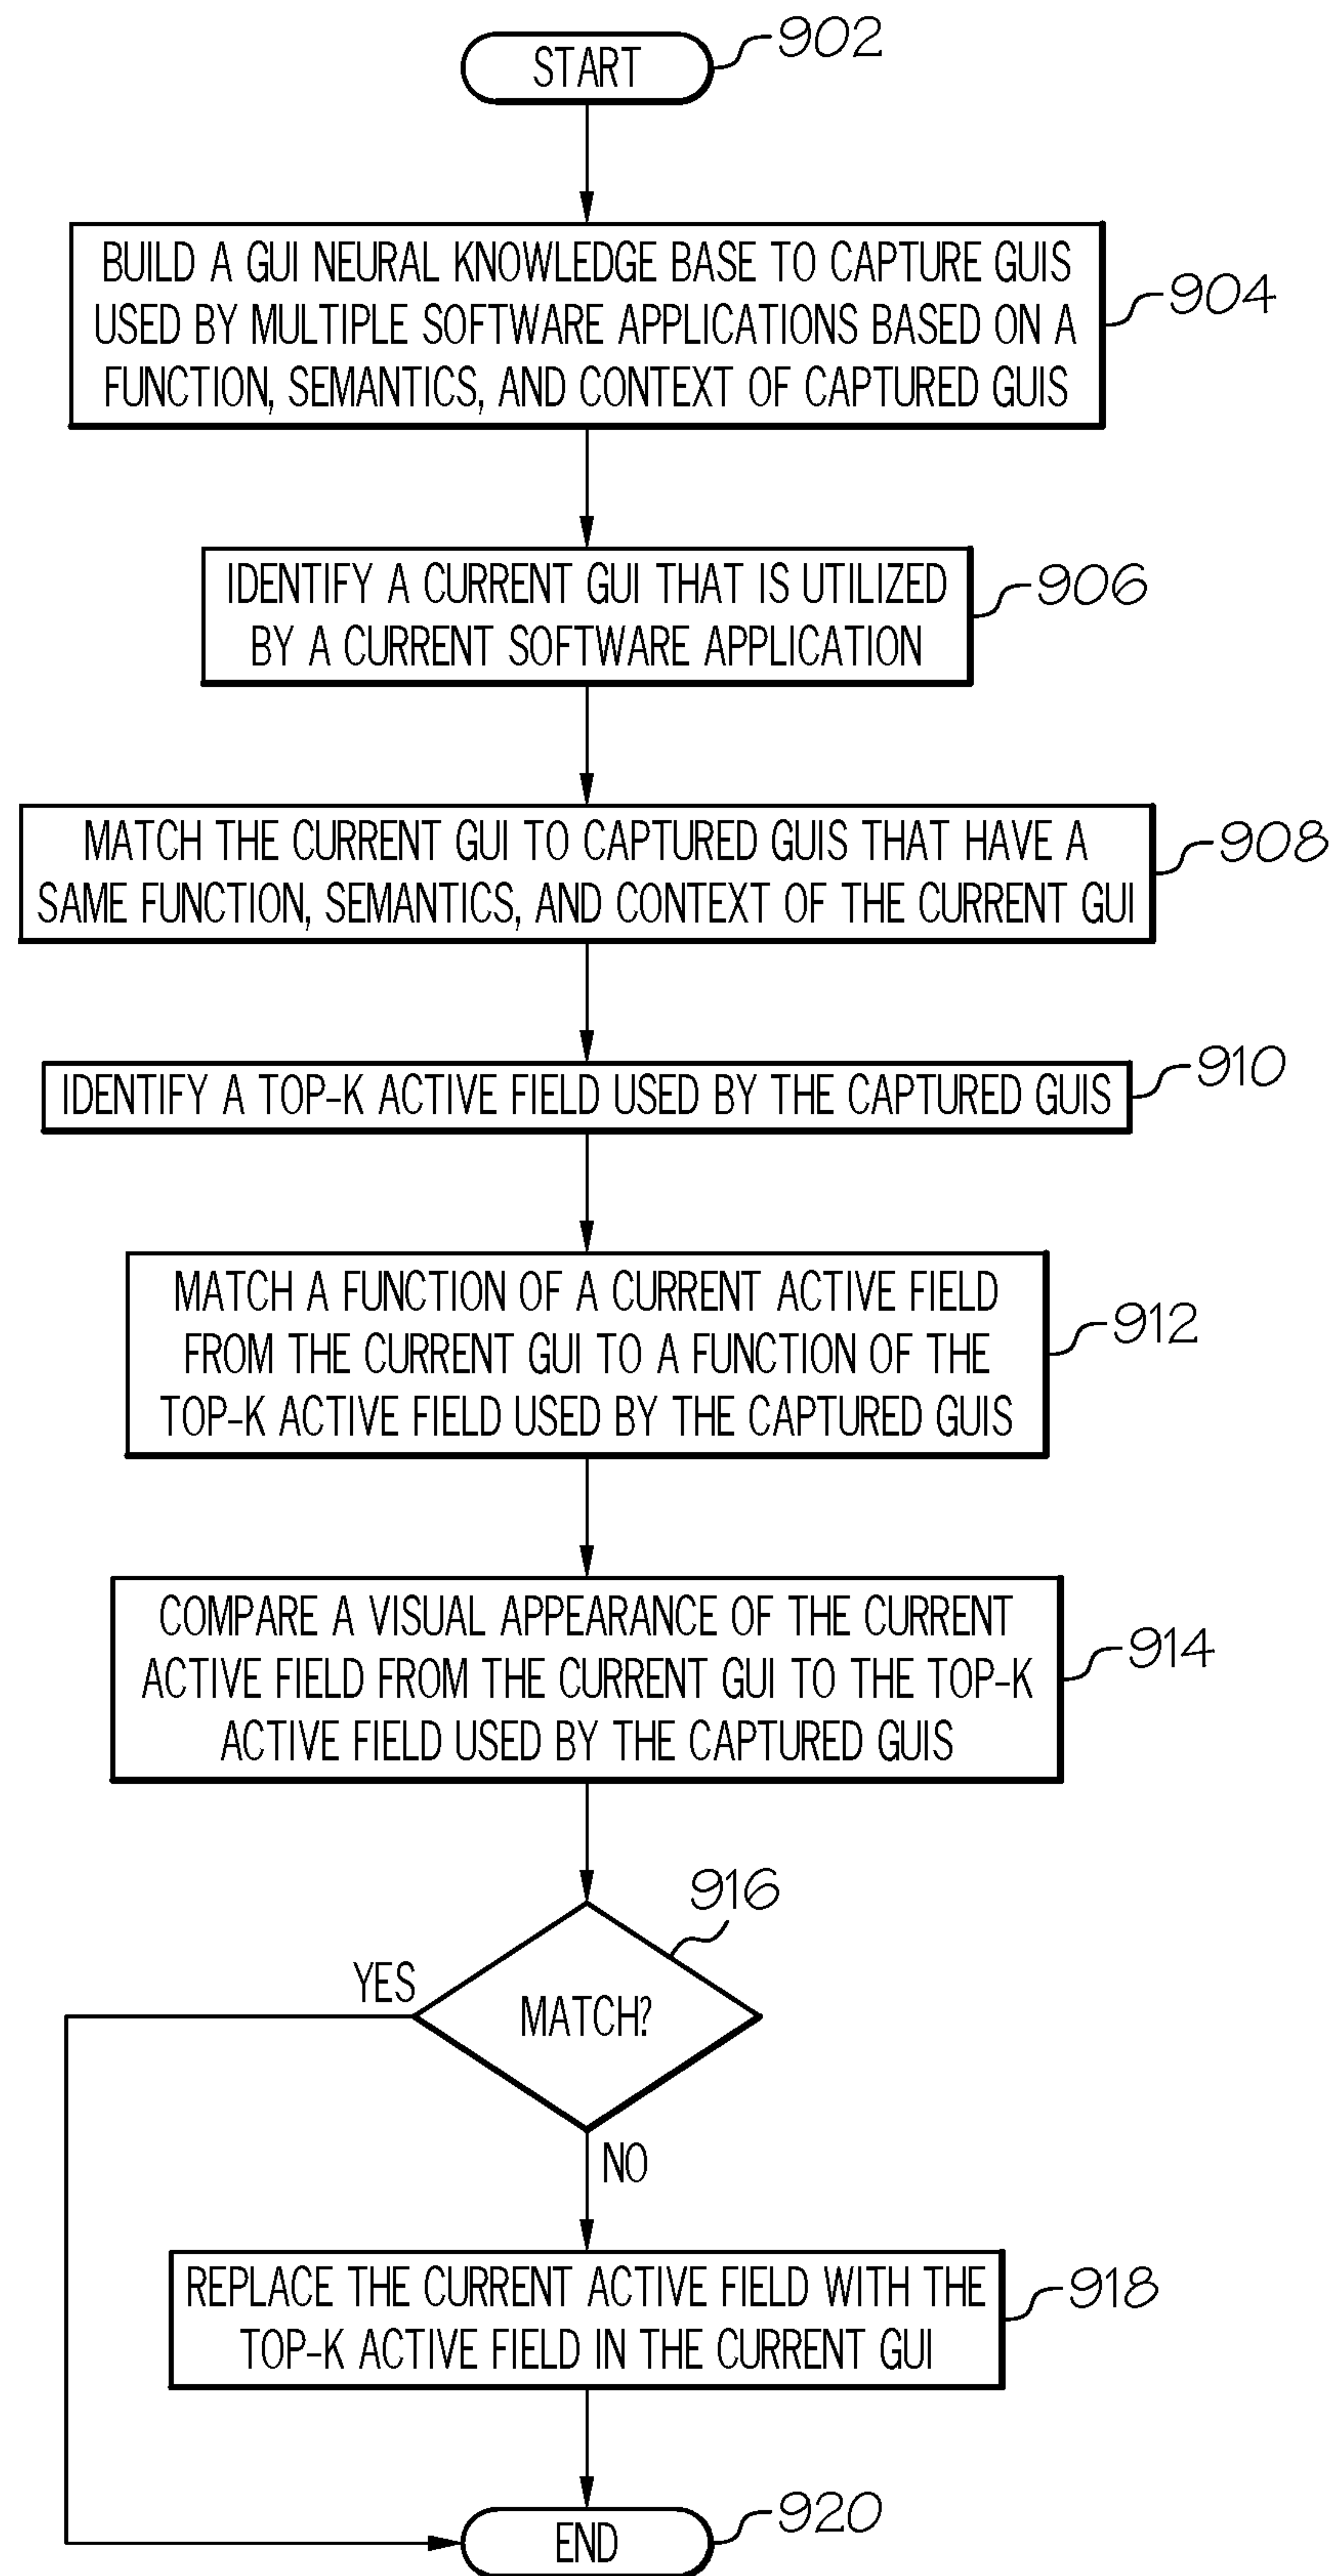 START
902
BUILD A GUI NEURAL KNOWLEDGE BASE TO CAPTURE GUIS
USED BY MULTIPLE SOFTWARE APPLICATIONS BASED ON A
FUNCTION, SEMANTICS, AND CONTEXT OF CAPTURED GUIS
904
IDENTIFY A CURRENT GUI THAT IS UTILIZED
BY A CURRENT SOFTWARE APPLICATION
906
MATCH THE CURRENT GUI TO CAPTURED GUIS THAT HAVE A
SAME FUNCTION, SEMANTICS, AND CONTEXT OF THE CURRENT GUI
908
IDENTIFY A TOP-K ACTIVE FIELD USED BY THE CAPTURED GUIS
910
MATCH A FUNCTION OF A CURRENT ACTIVE FIELD
FROM THE CURRENT GUI TO A FUNCTION OF THE
TOP-K ACTIVE FIELD USED BY THE CAPTURED GUIS
912
COMPARE A VISUAL APPEARANCE OF THE CURRENT
ACTIVE FIELD FROM THE CURRENT GUI TO THE TOP-K
ACTIVE FIELD USED BY THE CAPTURED GUIS
914
916
YES
MATCH?
NO
REPLACE THE CURRENT ACTIVE FIELD WITH THE
TOP-K ACTIVE FIELD IN THE CURRENT GUI
918
END
920